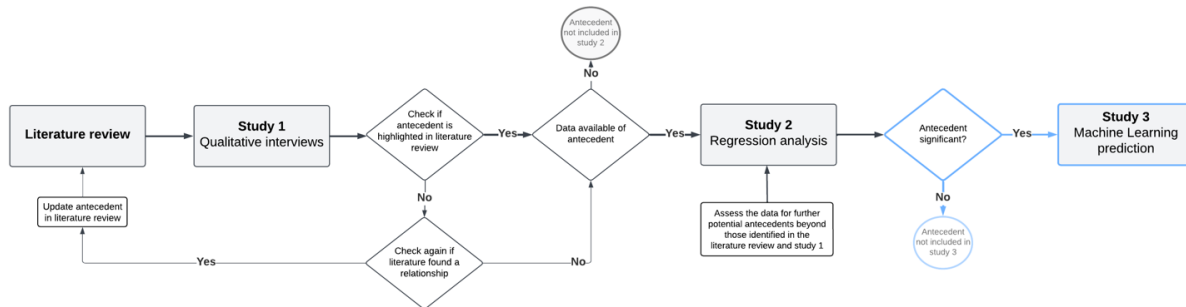 Literature review
Study 1
Qualitative interviews
Check if
antecedent is
highlighted in literature
review
Yes
Data available of
antecedent
No
Antecedent
not included in
study 2
Yes
Study 2
Regression analysis
Antecedent
significant?
Yes
Study 3
Machine Learning
prediction
Update antecedent
in literature review
No
Check again if
literature found a
relationship
Yes
No
Assess the data for further
potential antecedents beyond
those identified in the
literature review and study 1
No
Antecedent
not included in
study 3